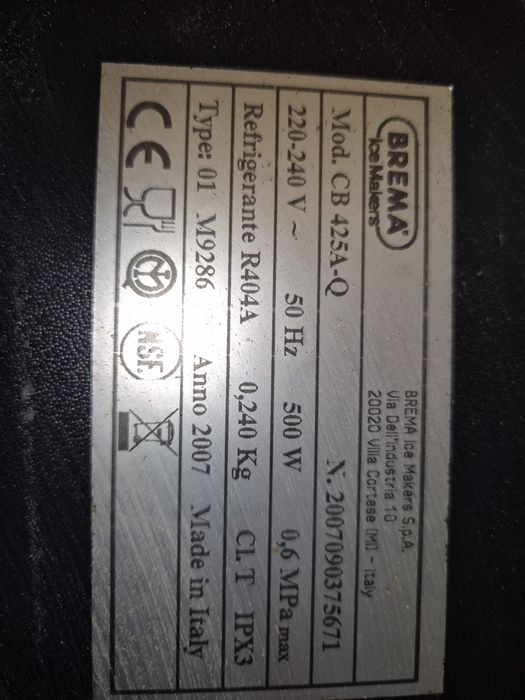 BREMA®
Ice Makers
BREMA Ice Makers S.p.A.
Via Dell'Industria 10
20020 Villa Cortese (MI) - Italy
Mod. CB 425A-Q N. 2007090375671
220-240 V ~ 50 Hz 500 W 0,6 MPa max
Refrigerante R404A 0,240 Kg Cl. T IPX3
Type: 01 M9286 Anno 2007 Made in Italy
CE NSF